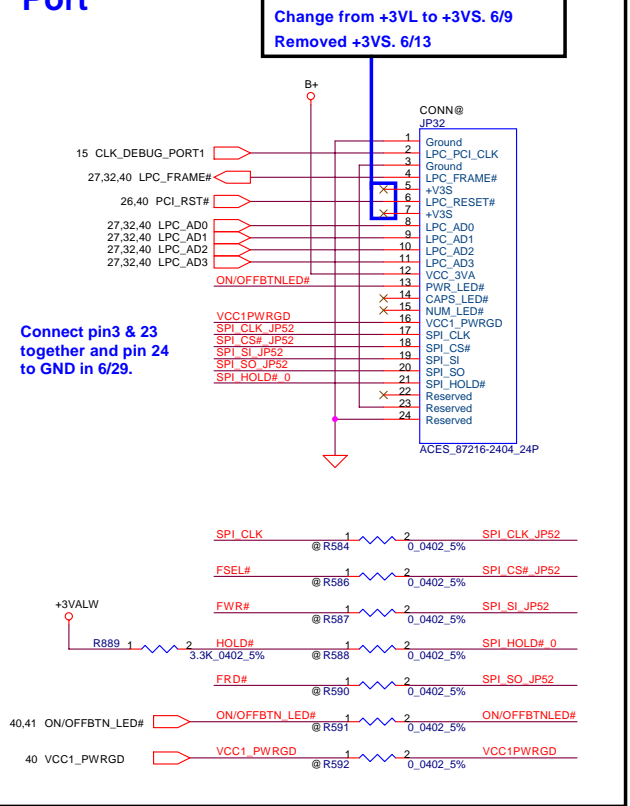 Port
Change from +3VL to +3VS. 6/9
Removed +3VS. 6/13
B+
CONN@
JP32
1 Ground
15 CLK_DEBUG_PORT1 2 LPC_PCI_CLK
3 Ground
27,32,40 LPC_FRAME# 4 LPC_FRAME#
5 +V3S
26,40 PCI_RST# 6 LPC_RESET#
7 +V3S
27,32,40 LPC_AD0 8 LPC_AD0
27,32,40 LPC_AD1 9 LPC_AD1
27,32,40 LPC_AD2 10 LPC_AD2
27,32,40 LPC_AD3 11 LPC_AD3
12 VCC_3VA
ON/OFFBTNLED# 13 PWR_LED#
14 CAPS_LED#
15 NUM_LED#
VCC1PWRGD 16 VCC1_PWRGD
SPI_CLK_JP52 17 SPI_CLK
SPI_CS#_JP52 18 SPI_CS#
SPI_SI_JP52 19 SPI_SI
SPI_SO_JP52 20 SPI_SO
SPI_HOLD#_0 21 SPI_HOLD#
22 Reserved
23 Reserved
24 Reserved
ACES_87216-2404_24P
Connect pin3 & 23
together and pin 24
to GND in 6/29.
SPI_CLK 1 2 SPI_CLK_JP52
@ R584 0_0402_5%
FSEL# 1 2 SPI_CS#_JP52
@ R586 0_0402_5%
+3VALW
FWR# 1 2 SPI_SI_JP52
@ R587 0_0402_5%
R889 1 2 HOLD# 1 2 SPI_HOLD#_0
3.3K_0402_5% @ R588 0_0402_5%
FRD# 1 2 SPI_SO_JP52
@ R590 0_0402_5%
40,41 ON/OFFBTN_LED# ON/OFFBTN_LED# 1 2 ON/OFFBTNLED#
@ R591 0_0402_5%
40 VCC1_PWRGD VCC1_PWRGD 1 2 VCC1PWRGD
@ R592 0_0402_5%